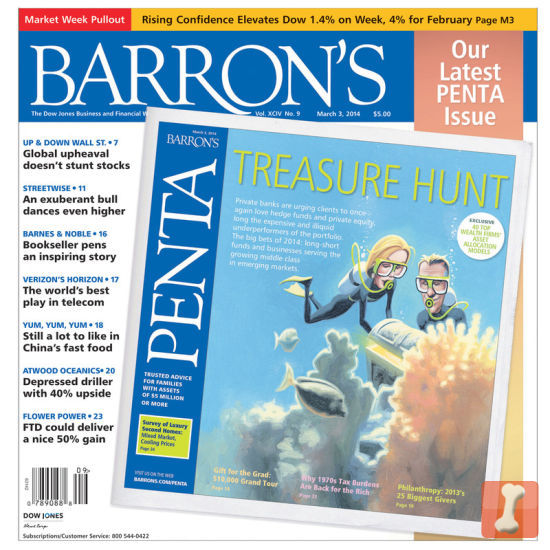 Market Week Pullout
Rising Confidence Elevates Dow 1.4% on Week, 4% for February Page M3
BARRON'S
The Dow Jones Business and Financial W
Vol. XCIV No. 9
March 3, 2014
$5.00
Our
Latest
PENTA
Issue
UP & DOWN WALL ST. • 7
Global upheaval
doesn't stunt stocks
STREETWISE • 11
An exuberant bull
dances even higher
BARNES & NOBLE • 16
Bookseller pens
an inspiring story
VERIZON'S HORIZON • 17
The world's best
play in telecom
YUM, YUM, YUM • 18
Still a lot to like in
China's fast food
ATWOOD OCEANICS • 20
Depressed driller
with 40% upside
FLOWER POWER • 23
FTD could deliver
a nice 50% gain
March 3, 2014
BARRON'S
PENTA
TREASURE HUNT
Private banks are urging clients to once-
again love hedge funds and private equity,
long the expensive and illiquid
underperformers of the portfolio.
The big bets of 2014: long-short
funds and businesses serving the
growing middle class
in emerging markets.
EXCLUSIVE
40 TOP
WEALTH FIRMS'
ASSET
ALLOCATION
MODELS
TRUSTED ADVICE
FOR FAMILIES
WITH ASSETS
OF $5 MILLION
OR MORE
Survey of Luxury
Second Homes:
Mixed Market,
Cooling Prices
VISIT US ON THE WEB
BARRONS.COM/PENTA
Gift for the Grad:
$10,000 Grand Tour
Why 1970s Tax Burdens
Are Back for the Rich
Philanthropy: 2013's
25 Biggest Givers
09
0 789088 8
DOW JONES
Subscriptions/Customer Service: 800 544-0422